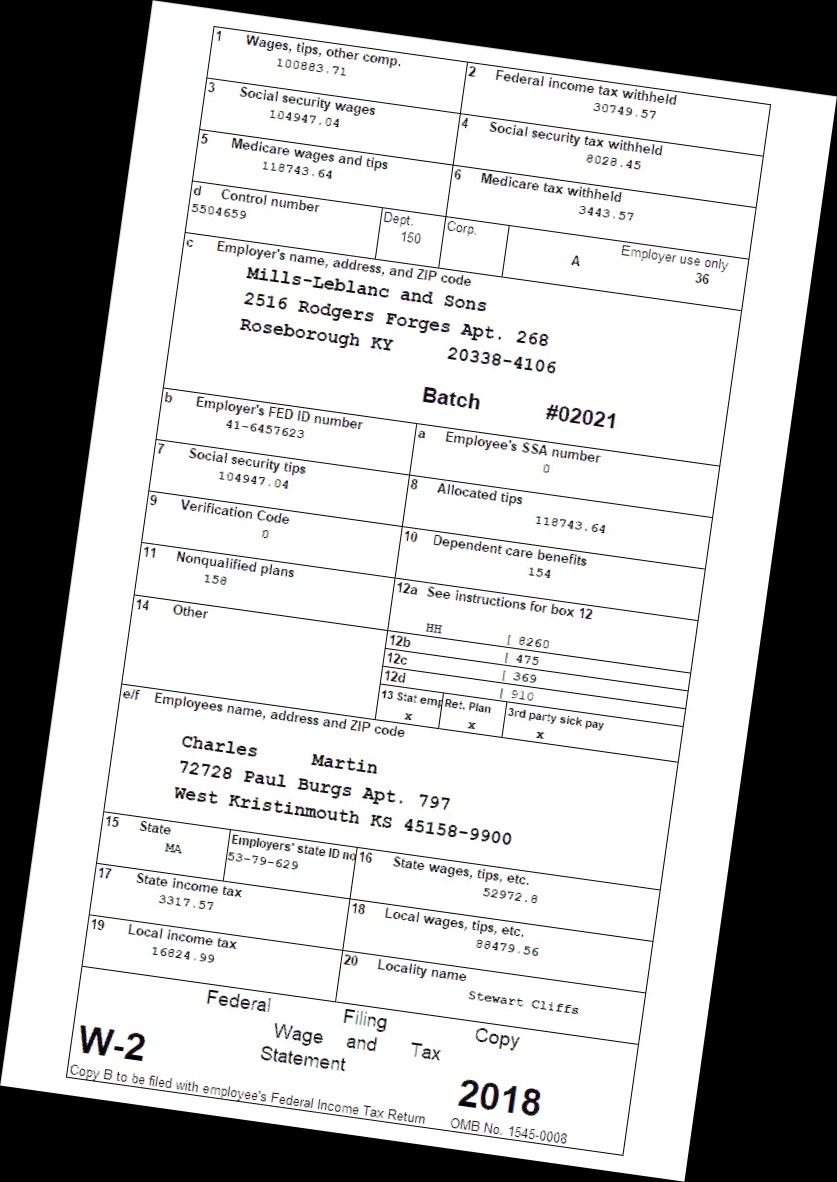 1 Wages, tips, other comp.
100883.71
2 Federal income tax withheld
30749.57
3 Social security wages
104947.04
4 Social security tax withheld
8028.45
5 Medicare wages and tips
118743.64
6 Medicare tax withheld
3443.57
d Control number
5504659
Dept.
150
Corp.
A
Employer use only
36
c Employer's name, address, and ZIP code
Mills-Leblanc and Sons
2516 Rodgers Forges Apt. 268
Roseborough KY 20338-4106
Batch #02021
b Employer's FED ID number
41-6457623
a Employee's SSA number
0
7 Social security tips
104947.04
8 Allocated tips
118743.64
9 Verification Code
0
10 Dependent care benefits
154
11 Nonqualified plans
158
12a See instructions for box 12
HH | 8260
12b | 475
12c | 369
12d | 910
14 Other
13 Stat emp
x
Ret. Plan
x
3rd party sick pay
x
e/f Employees name, address and ZIP code
Charles Martin
72728 Paul Burgs Apt. 797
West Kristinmouth KS 45158-9900
15 State
MA
Employers' state ID no
53-79-629
16 State wages, tips, etc.
52972.8
17 State income tax
3317.57
18 Local wages, tips, etc.
88479.56
19 Local income tax
16824.99
20 Locality name
Stewart Cliffs
Federal Filing Copy
W-2
Wage and Tax
Statement
2018
Copy B to be filed with employee's Federal Income Tax Return
OMB No. 1545-0008